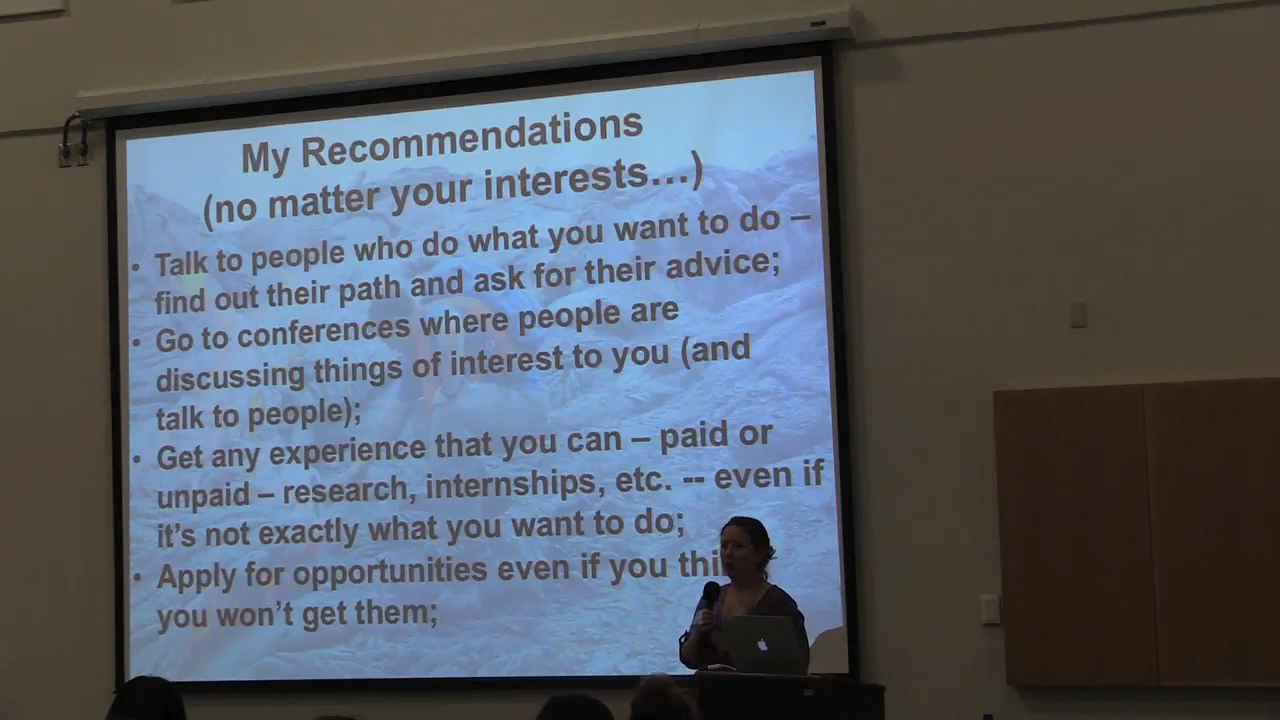 My Recommendations
(no matter your interests…)
• Talk to people who do what you want to do –
find out their path and ask for their advice;
• Go to conferences where people are
discussing things of interest to you (and
talk to people);
• Get any experience that you can – paid or
unpaid – research, internships, etc. -- even if
it's not exactly what you want to do;
• Apply for opportunities even if you thi
you won't get them;